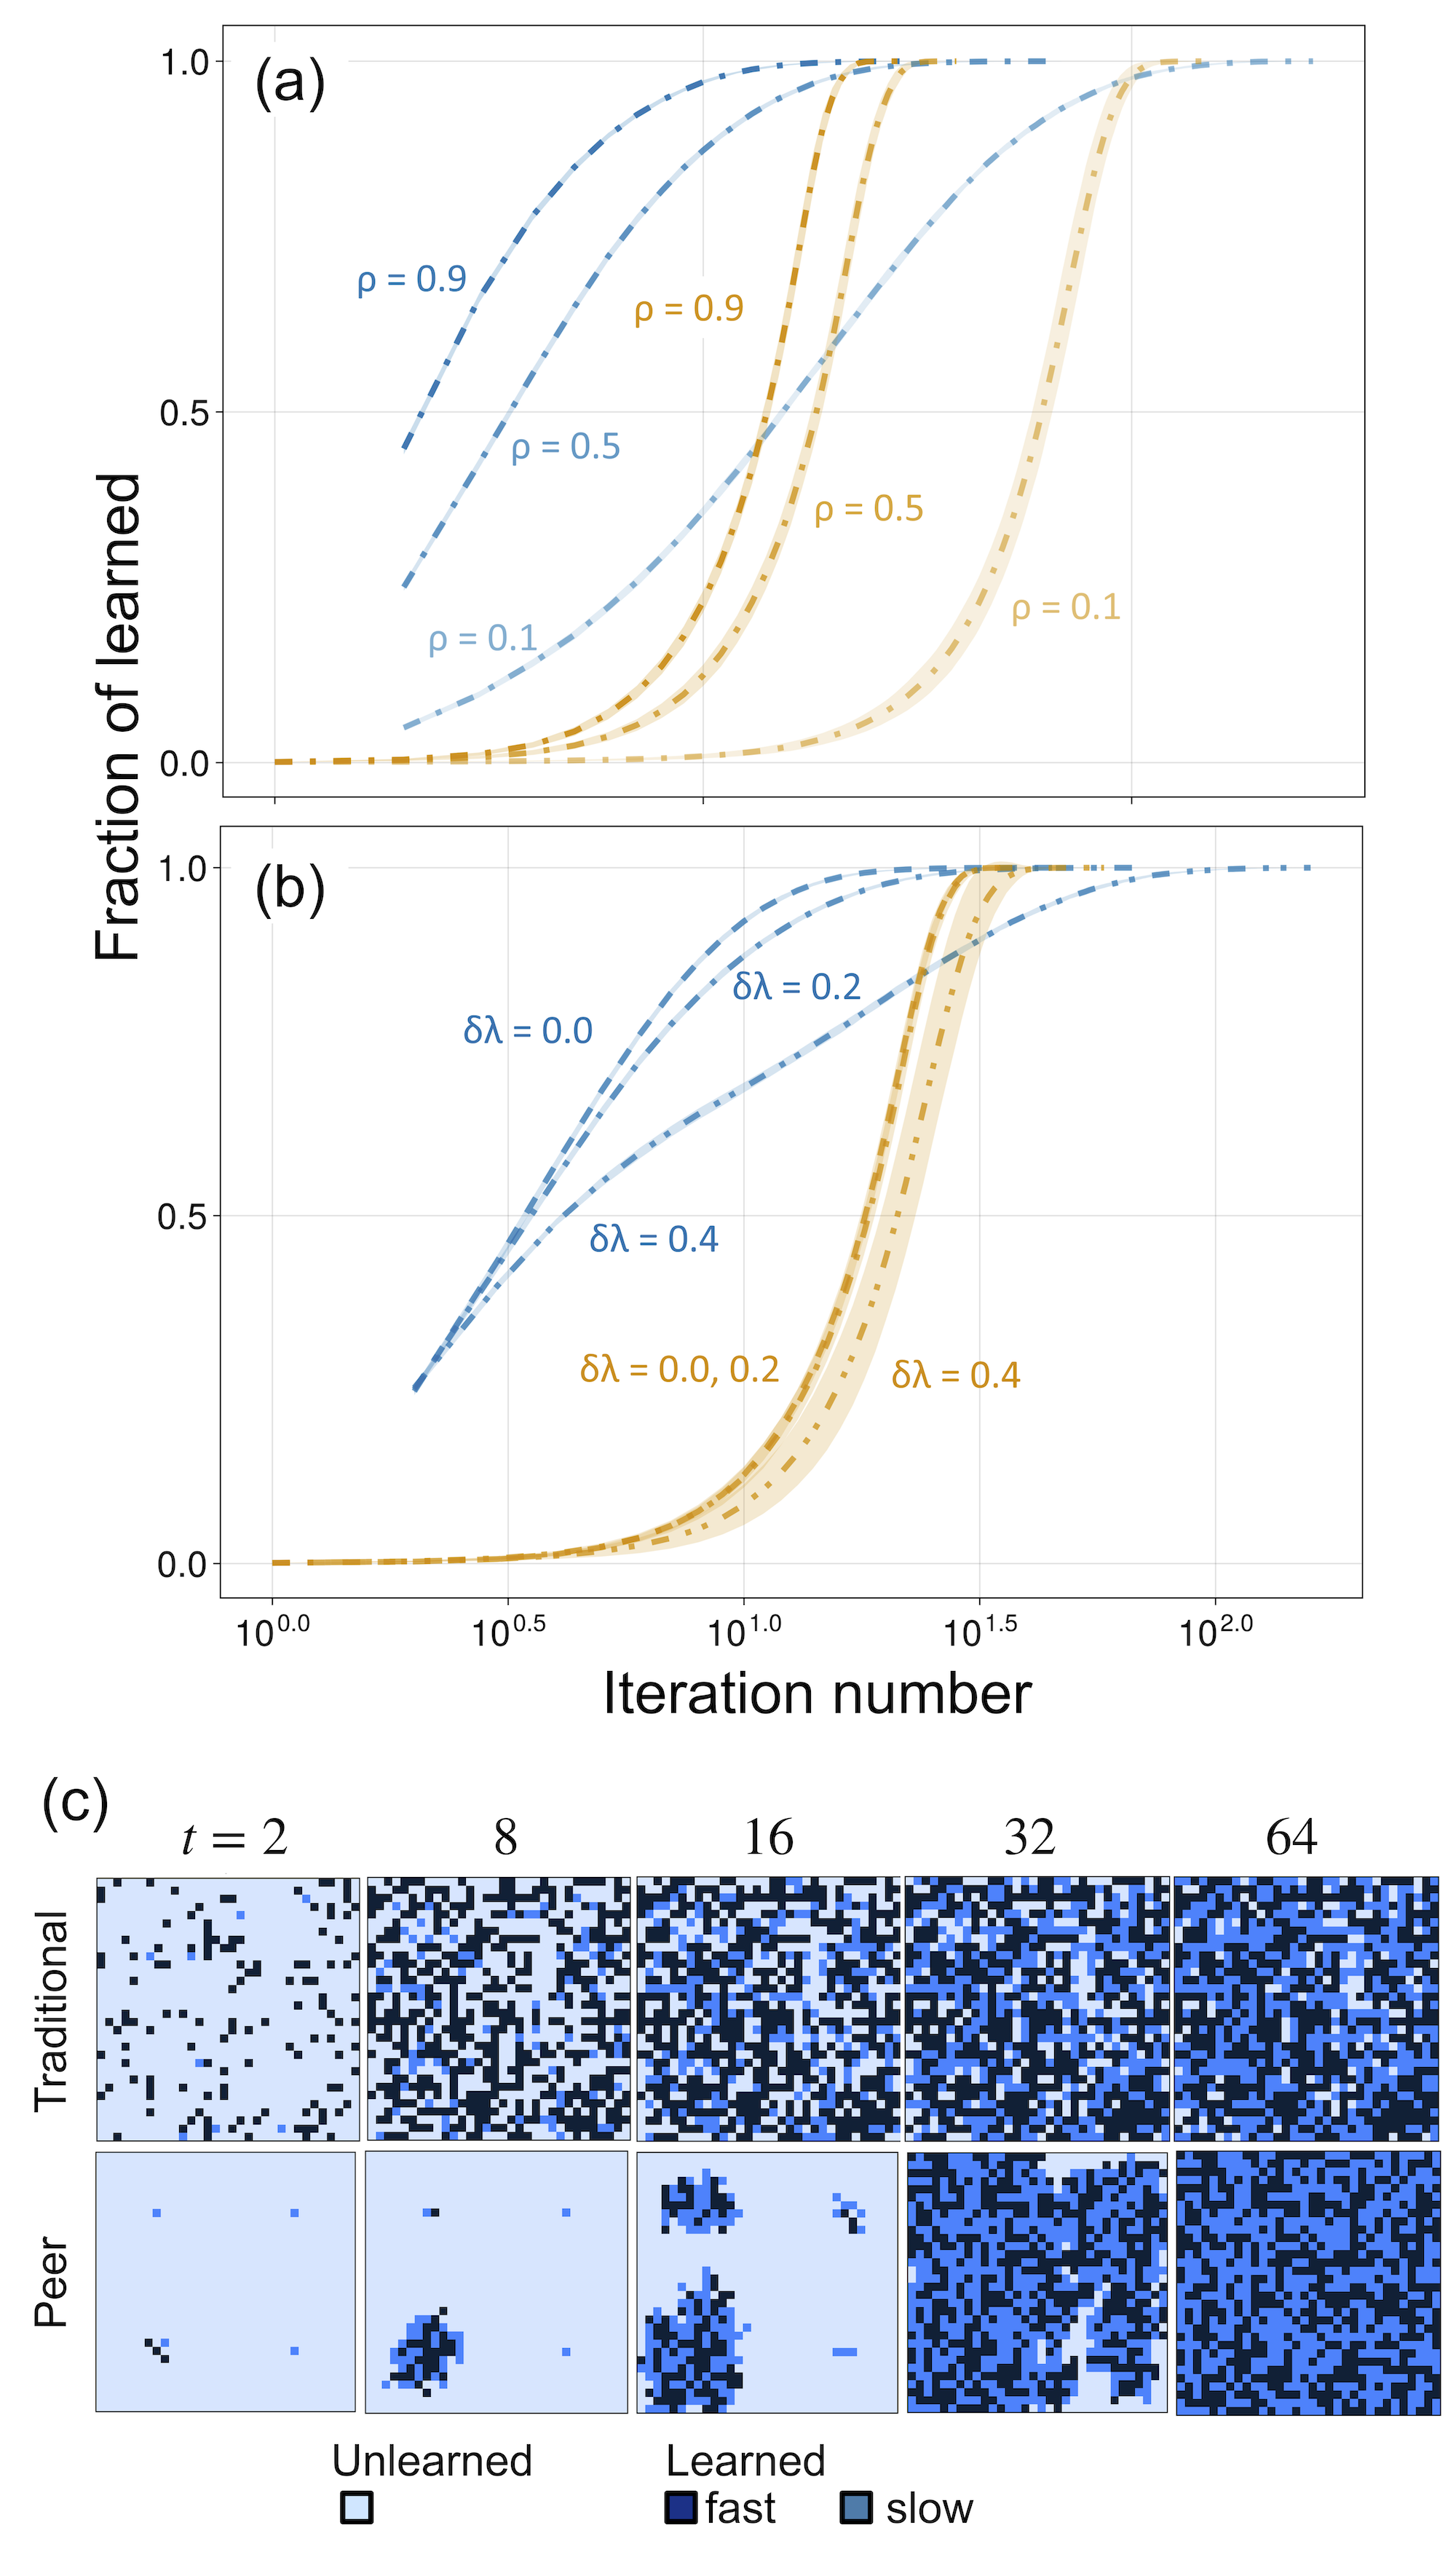 (a)
1.0
0.5
0.0
ρ = 0.9
ρ = 0.9
ρ = 0.5
ρ = 0.5
ρ = 0.1
ρ = 0.1
Fraction of learned
(b)
1.0
0.5
0.0
δλ = 0.2
δλ = 0.0
δλ = 0.4
δλ = 0.0, 0.2
δλ = 0.4
10^0.0 10^0.5 10^1.0 10^1.5 10^2.0
Iteration number
(c)
t = 2 8 16 32 64
Traditional
Peer
Unlearned Learned
fast slow